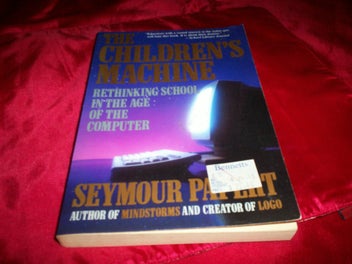 THE
CHILDREN'S
MACHINE
RETHINKING SCHOOL
IN THE AGE
OF THE
COMPUTER
Bennett
SEYMOUR PAPERT
AUTHOR OF MINDSTORMS AND CREATOR OF LOGO